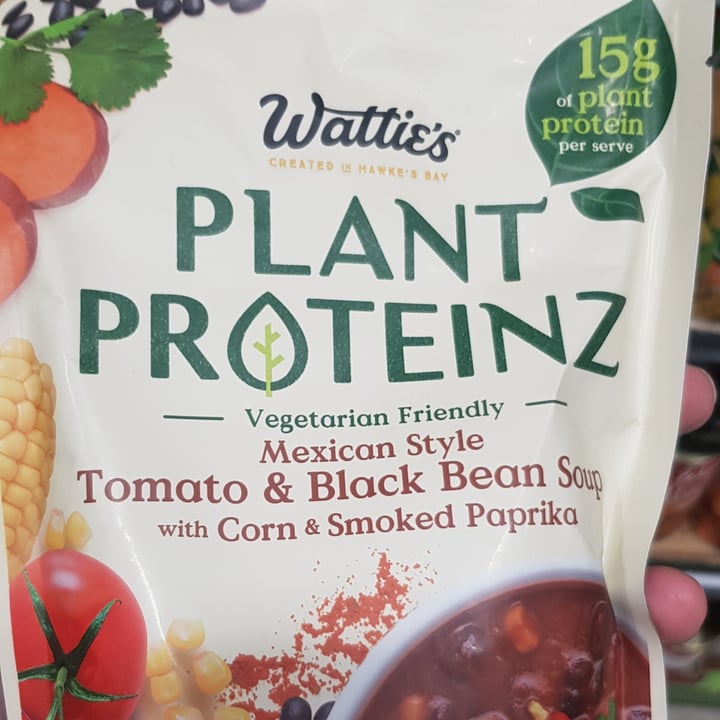 15g
of plant
protein
per serve
Wattie's
CREATED IN HAWKE'S BAY
PLANT
PROTEINZ
Vegetarian Friendly
Mexican Style
Tomato & Black Bean Soup
with Corn & Smoked Paprika